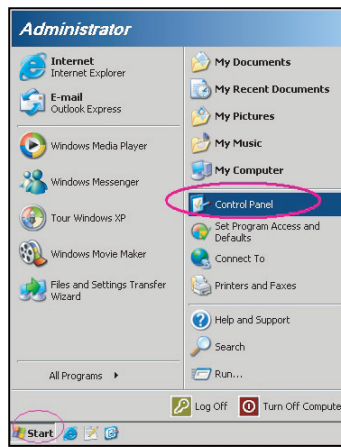 Administrator
Internet
Internet Explorer
E-mail
Outlook Express
Windows Media Player
Windows Messenger
Tour Windows XP
Windows Movie Maker
Files and Settings Transfer
Wizard
All Programs
My Documents
My Recent Documents
My Pictures
My Music
My Computer
Control Panel
Set Program Access and
Defaults
Connect To
Printers and Faxes
Help and Support
Search
Run...
Log Off
Turn Off Compute
Start